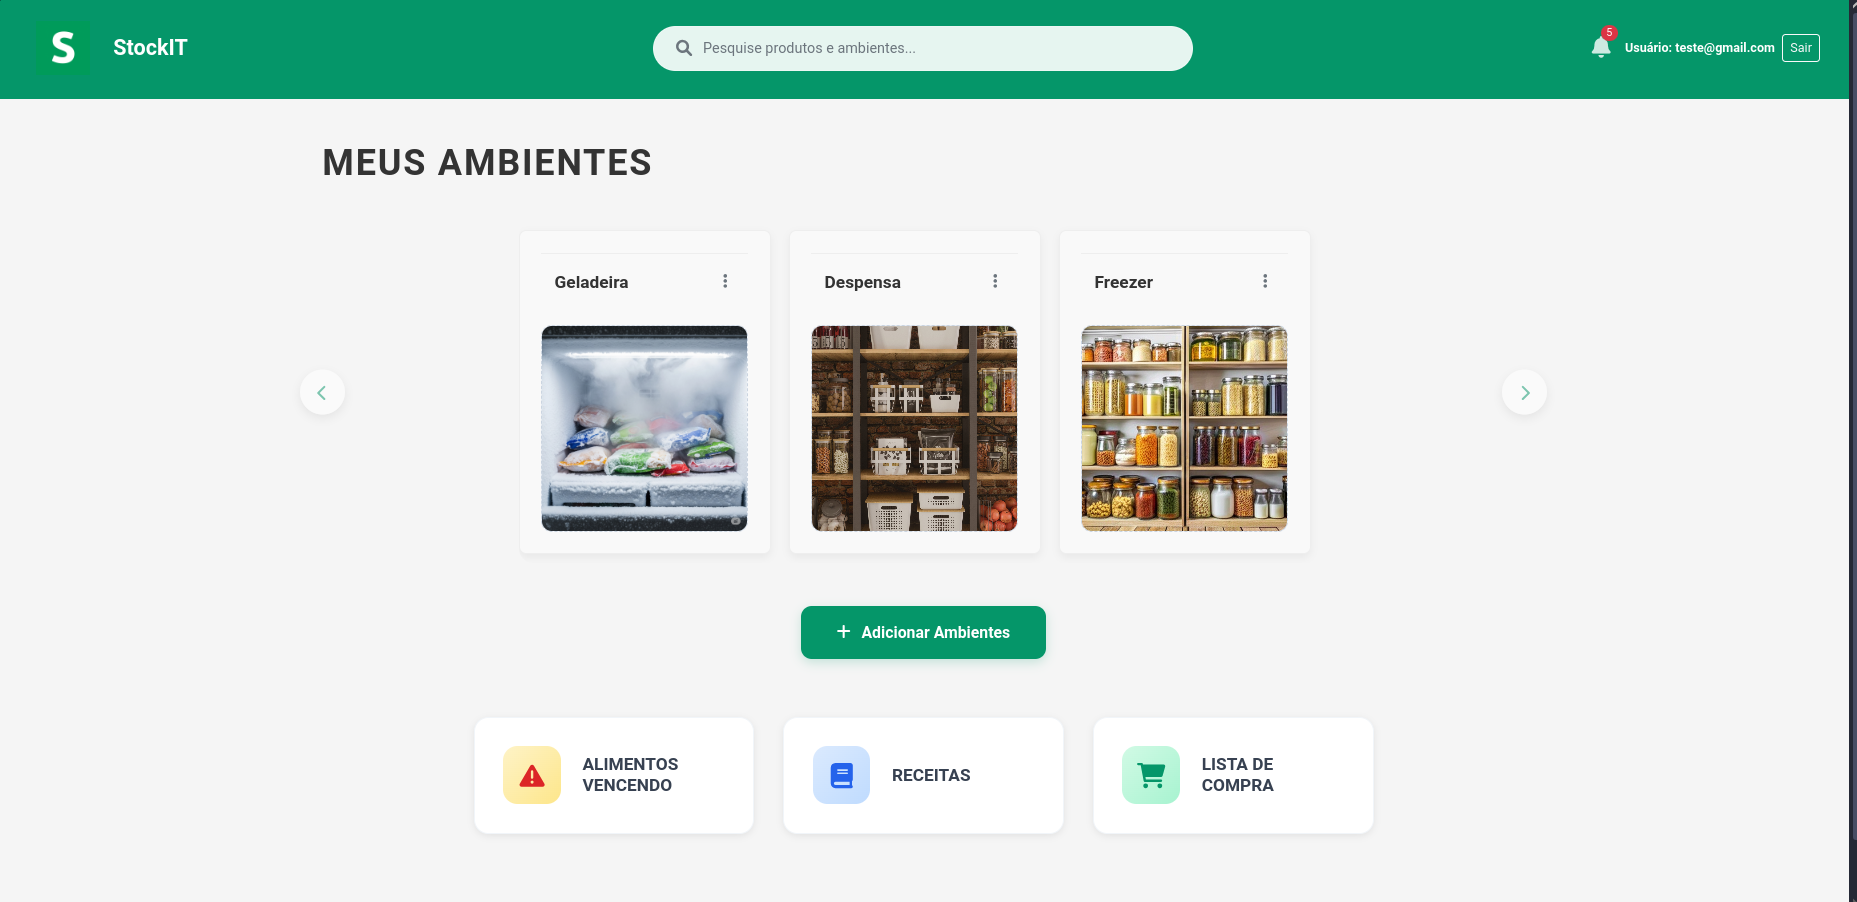 S
StockIT
Pesquise produtos e ambientes...
5
Usuário: teste@gmail.com
Sair
MEUS AMBIENTES
Geladeira
Despensa
Freezer
Adicionar Ambientes
ALIMENTOS
VENCENDO
RECEITAS
LISTA DE
COMPRA